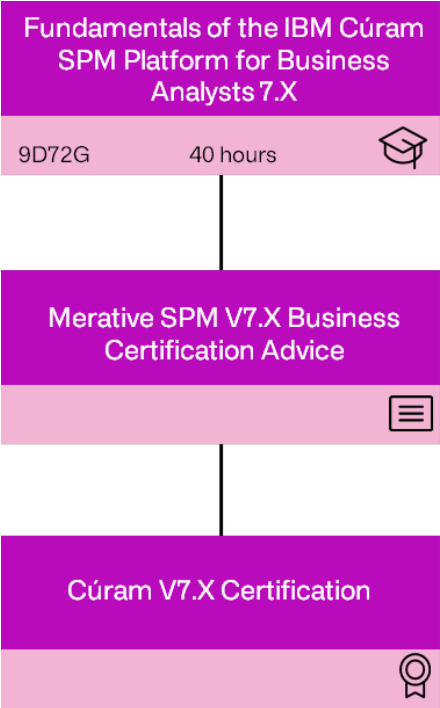 Fundamentals of the IBM Cúram
SPM Platform for Business
Analysts 7.X
9D72G 40 hours
Merative SPM V7.X Business
Certification Advice
Cúram V7.X Certification